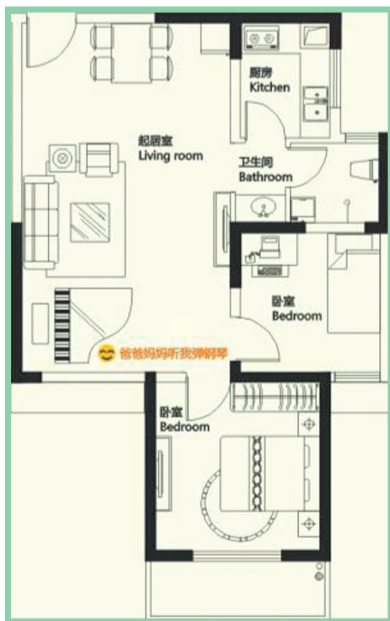 厨房
Kitchen
起居室
Living room
卫生间
Bathroom
卧室
Bedroom
爸爸妈妈听我弹钢琴
卧室
Bedroom